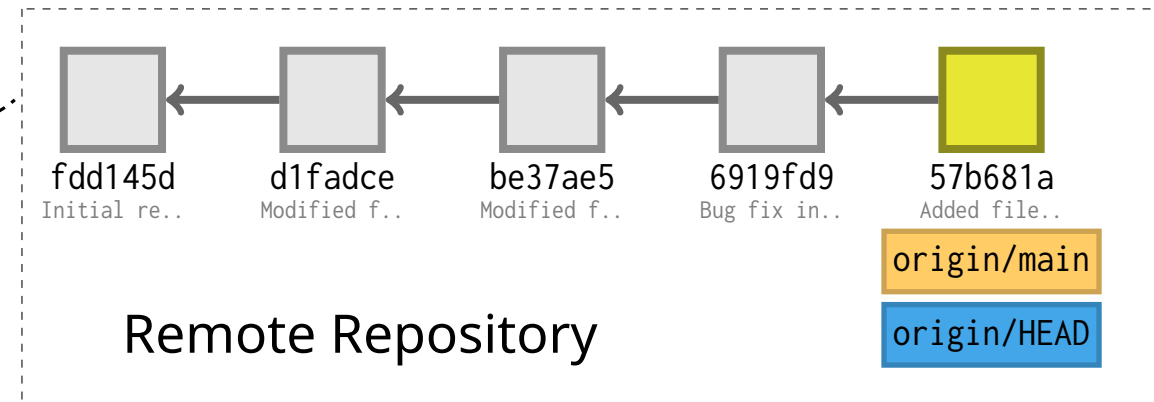 fdd145d d1fadce be37ae5 6919fd9 57b681a
Initial re.. Modified f.. Modified f.. Bug fix in.. Added file..
origin/main
Remote Repository
origin/HEAD